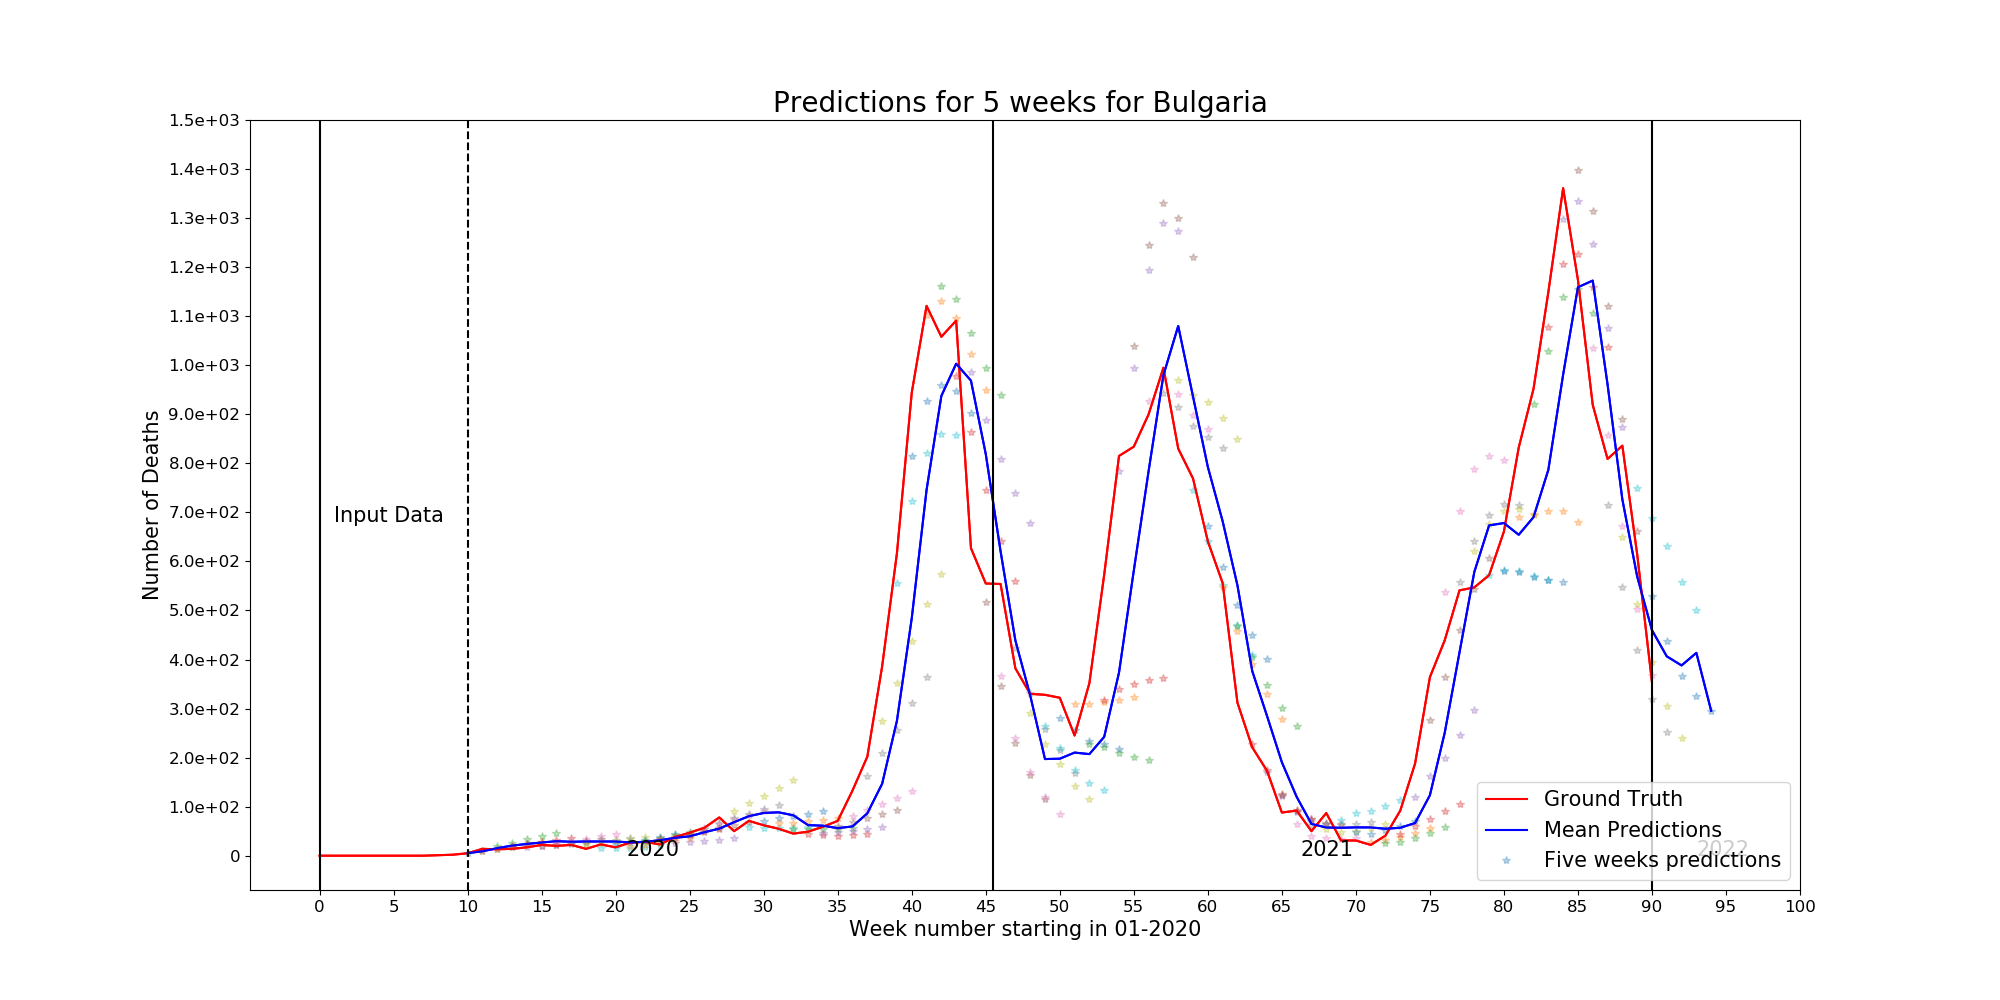 Predictions for 5 weeks for Bulgaria
1.5e+03
1.4e+03
1.3e+03
1.2e+03
1.1e+03
1.0e+03
9.0e+02
8.0e+02
7.0e+02
6.0e+02
5.0e+02
4.0e+02
3.0e+02
2.0e+02
1.0e+02
0
Number of Deaths
Input Data
2020
2021
2022
Ground Truth
Mean Predictions
Five weeks predictions
0 5 10 15 20 25 30 35 40 45 50 55 60 65 70 75 80 85 90 95 100
Week number starting in 01-2020